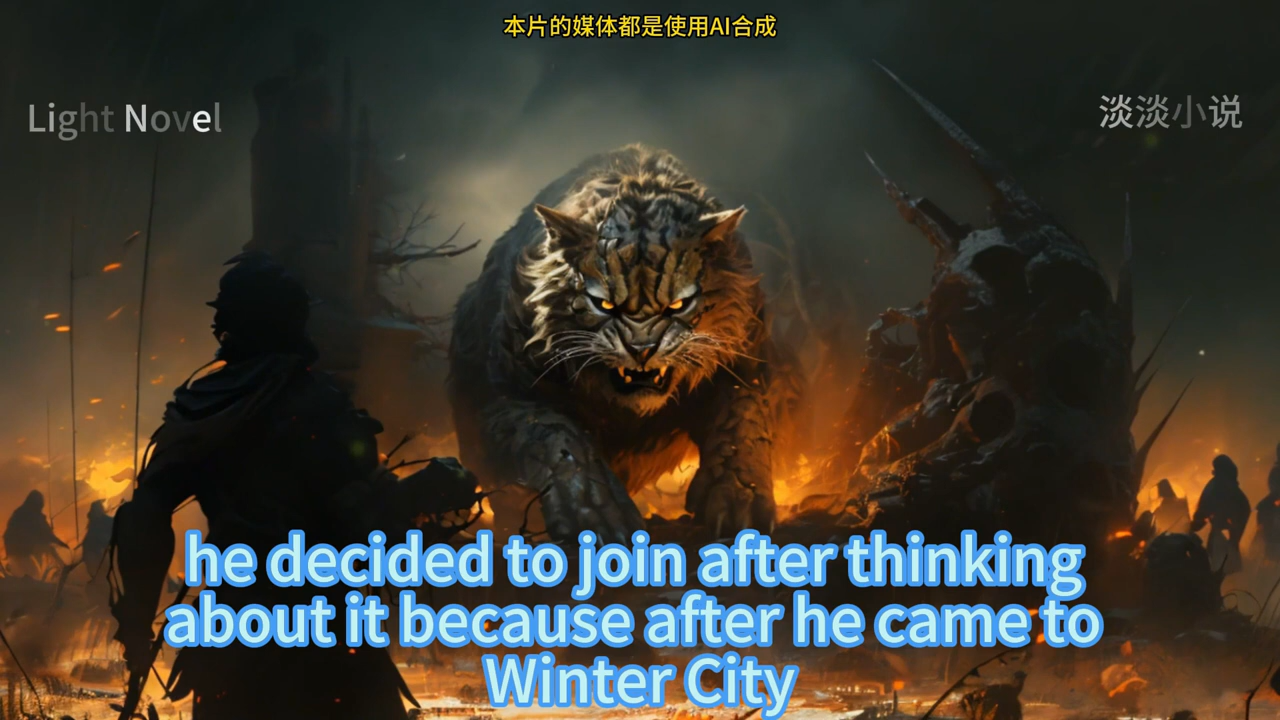 本片的媒体都是使用AI合成
Light Novel
淡淡小说
he decided to join after thinking
about it because after he came to
Winter City